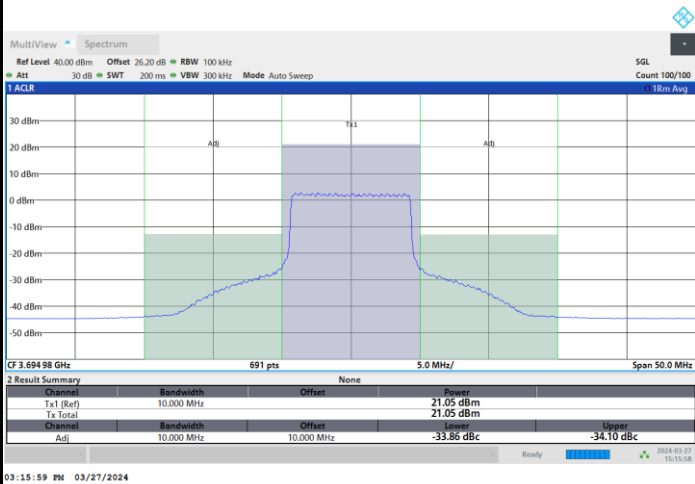 MultiView Spectrum
Ref Level 40.00 dBm Offset 26.20 dB RBW 100 kHz SGL
Att 30 dB SWT 200 ms VBW 300 kHz Mode Auto Sweep Count 100/100
1 ACLR 1Rm Avg
30 dBm
Tx1
20 dBm Adj Adj
10 dBm
0 dBm
-10 dBm
-20 dBm
-30 dBm
-40 dBm
-50 dBm
CF 3.694 98 GHz 691 pts 5.0 MHz/ Span 50.0 MHz
2 Result Summary None
Channel Bandwidth Offset Power
Tx1 (Ref) 10.000 MHz 21.05 dBm
Tx Total 21.05 dBm
Channel Bandwidth Offset Lower Upper
Adj 10.000 MHz 10.000 MHz -33.86 dBc -34.10 dBc
Ready 2024-03-27
15:15:58
03:15:59 PM 03/27/2024